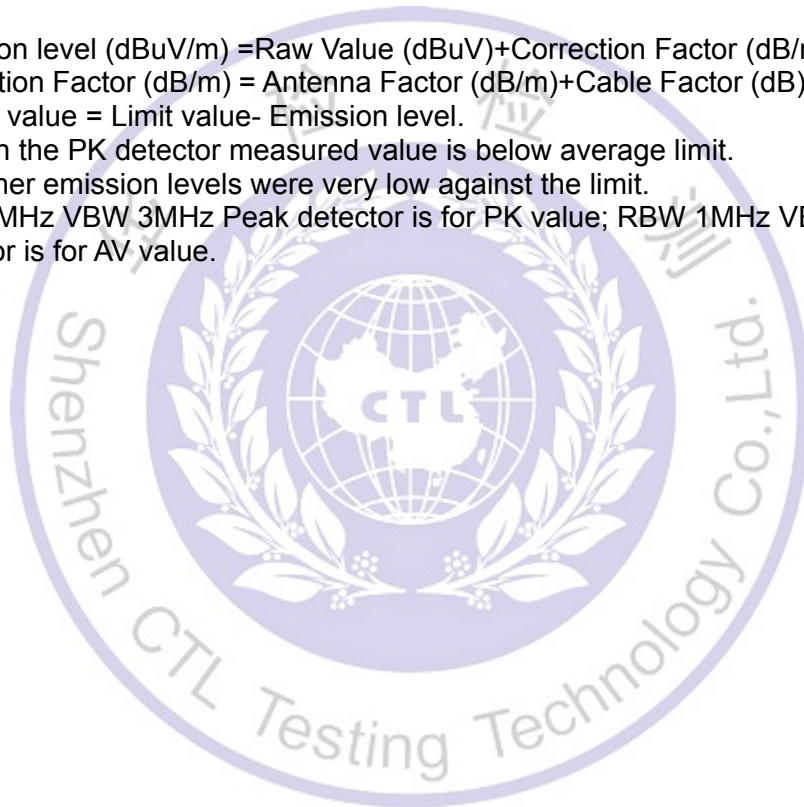 on level (dBuV/m) =Raw Value (dBuV)+Correction Factor (dB/m
tion Factor (dB/m) = Antenna Factor (dB/m)+Cable Factor (dB)
value = Limit value- Emission level.
n the PK detector measured value is below average limit.
her emission levels were very low against the limit.
MHz VBW 3MHz Peak detector is for PK value; RBW 1MHz VB
or is for AV value.
检 测
CTL
Shenzhen CTL Testing Technology Co., Ltd.